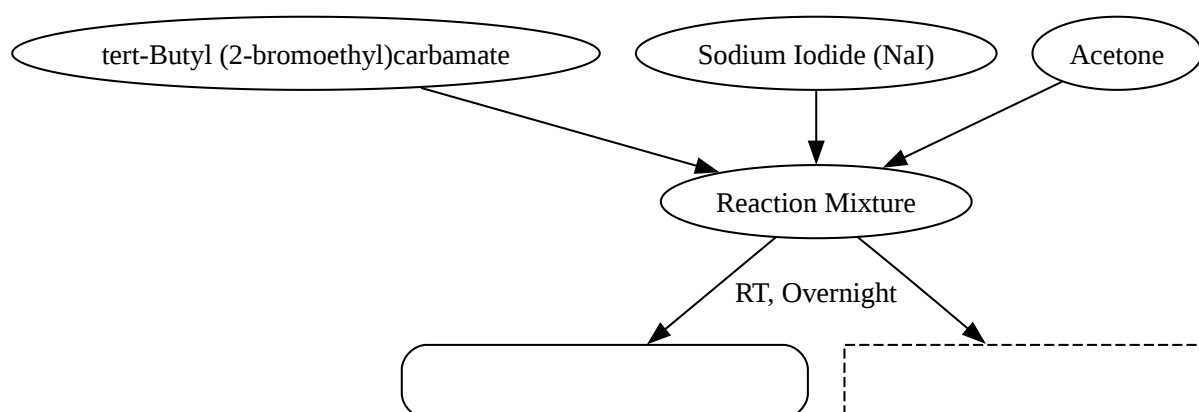 tert-Butyl (2-bromoethyl)carbamate
Sodium Iodide (NaI)
Acetone
Reaction Mixture
RT, Overnight